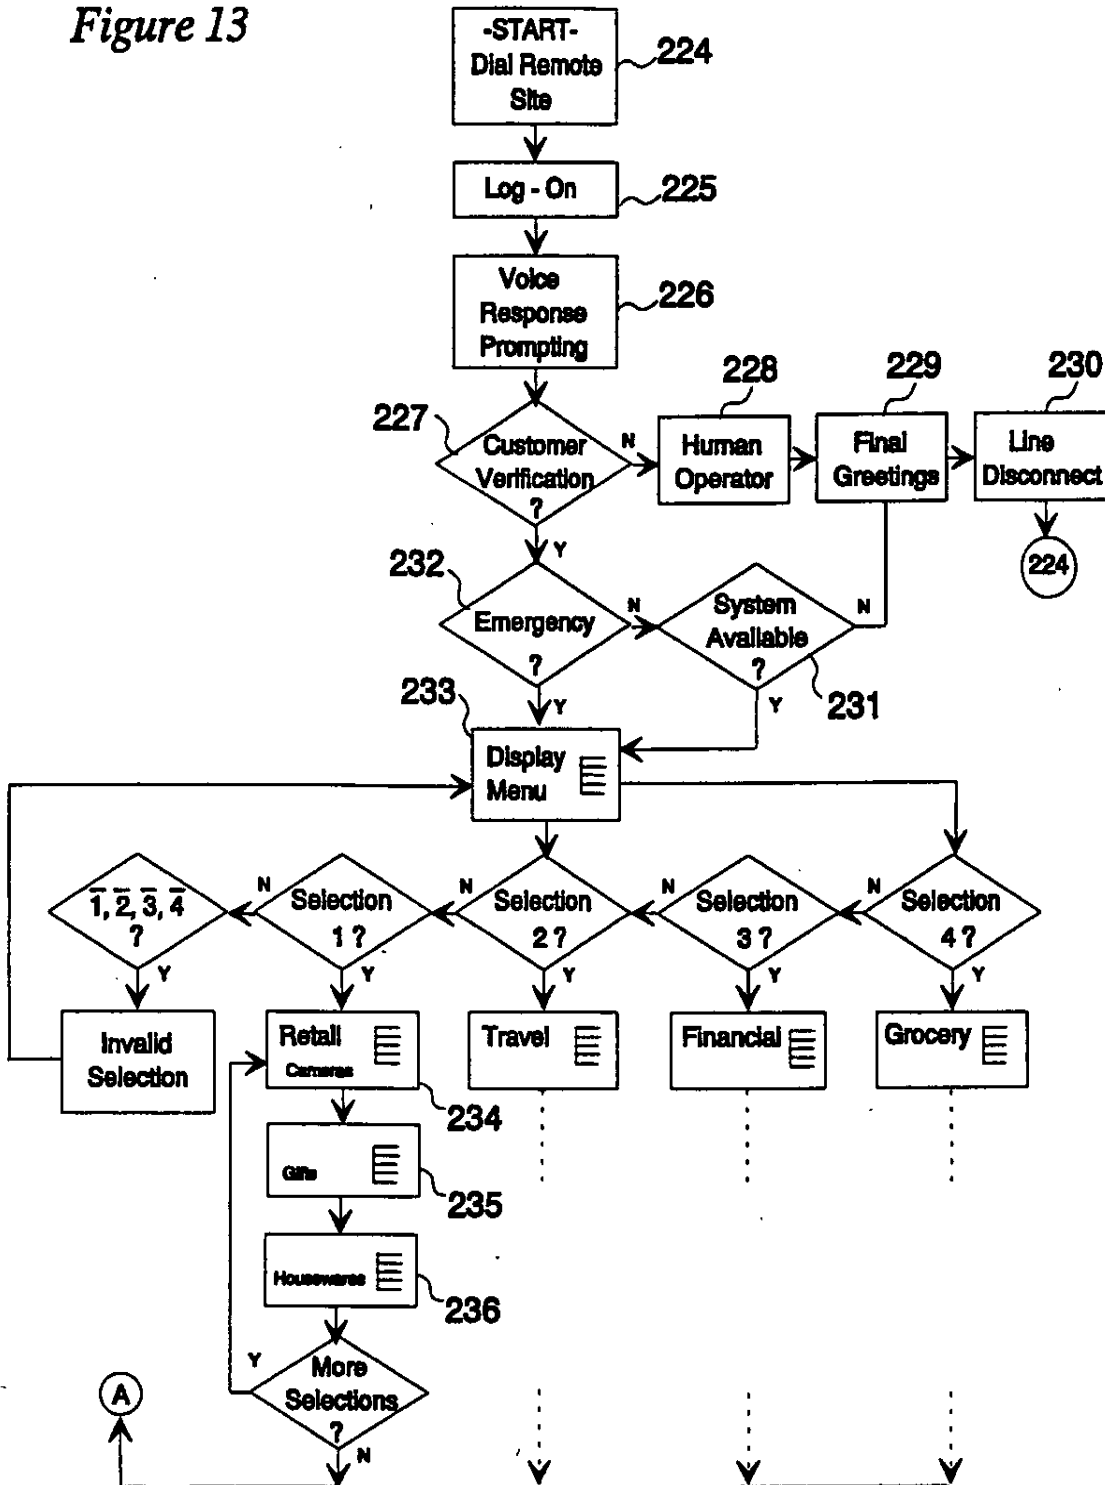 Figure 13
-START-
Dial Remote
Site
224
Log - On
225
Voice
Response
Prompting
226
227
Customer
Verification
?
N
Y
228
Human
Operator
229
Final
Greetings
230
Line
Disconnect
224
232
Emergency
?
N
Y
System
Available
?
N
Y
231
233
Display
Menu
1̅, 2̅, 3̅, 4̅
?
Y
N
Selection
1 ?
Y
N
Selection
2 ?
Y
N
Selection
3 ?
Y
Selection
4 ?
Y
Invalid
Selection
Retail
Cameras
234
Travel
Financial
Grocery
Gifts
235
Housewares
236
Y
More
Selections
?
N
A